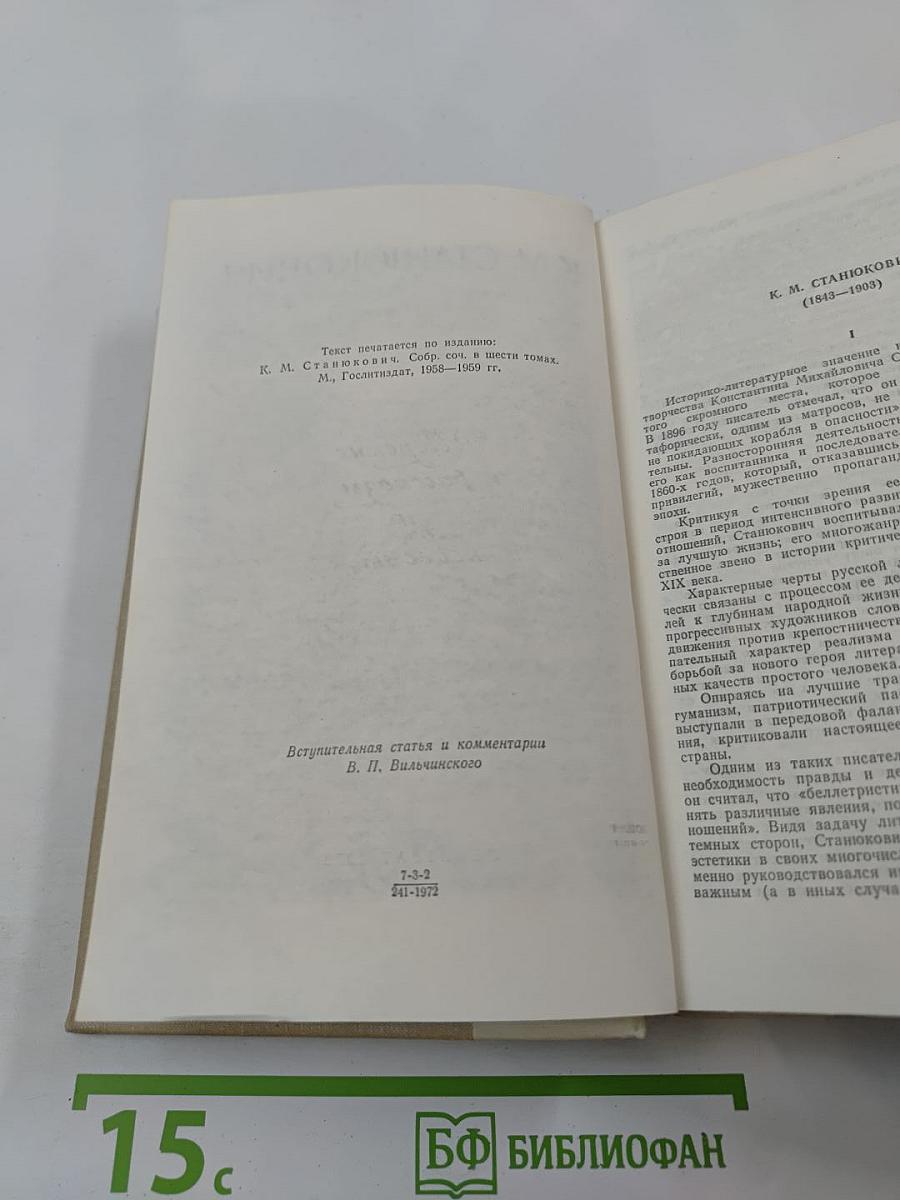 Текст печатается по изданию:
К. М. Станюкович. Собр. соч. в шести томах.
М., Гослитиздат, 1958—1959 гг.
Вступительная статья и комментарии
В. П. Вильчинского
7-3-2
241-1972
К. М. СТАНЮКОВИ
(1843—1903)
I
Историко-литературное значение
творчества Константина Михайловича С
того скромного места, которое
В 1896 году писатель отмечал, что он
тафорически, одним из матросов, не
не покидающих корабля в опасности»
тельны. Разносторонняя деятельность
его как воспитанника и последовател
1860-х годов, который, отказавшись
привилегий, мужественно пропаганд
эпохи.
Критикуя с точки зрения ее
строя в период интенсивного разви
отношений, Станюкович воспитывал
за лучшую жизнь; его многожанр
ственное звено в истории критиче
XIX века.
Характерные черты русской л
чески связаны с процессом ее де
лей к глубинам народной жизн
прогрессивных художников слов
движения против крепостничест
пательный характер реализма
борьбой за нового героя литера
ных качеств простого человека.
Опираясь на лучшие тра
гуманизм, патриотический па
выступали в передовой фалан
ния, критиковали настоящее
страны.
Одним из таких писател
необходимость правды и де
он считал, что «беллетристи
нять различные явления, по
ношений». Видя задачу лит
темных сторон, Станюкови
эстетики в своих многочисл
менно руководствовался и
важным (а в иных случа
15 с
БФ БИБЛИОФАН